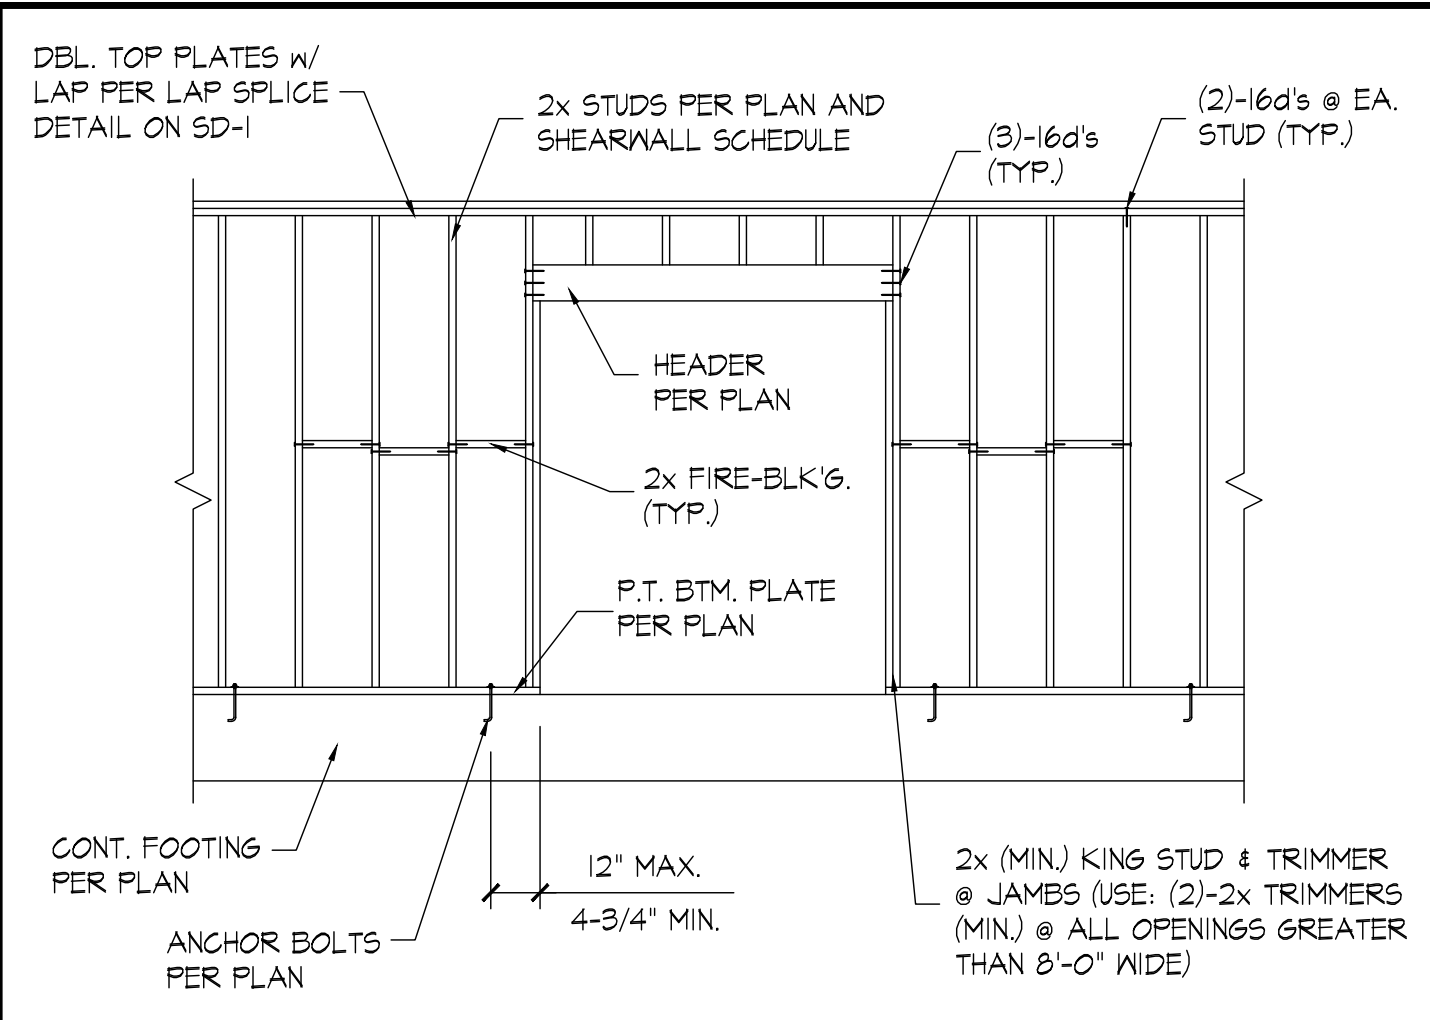 DBL. TOP PLATES W/
LAP PER LAP SPLICE
DETAIL ON SD-1
2x STUDS PER PLAN AND
SHEARWALL SCHEDULE
(3)-16d's
(TYP.)
(2)-16d's @ EA.
STUD (TYP.)
HEADER
PER PLAN
2x FIRE-BLK'G.
(TYP.)
P.T. BTM. PLATE
PER PLAN
CONT. FOOTING
PER PLAN
ANCHOR BOLTS
PER PLAN
12" MAX.
4-3/4" MIN.
2x (MIN.) KING STUD & TRIMMER
@ JAMBS (USE: (2)-2x TRIMMERS
(MIN.) @ ALL OPENINGS GREATER
THAN 8'-0" WIDE)